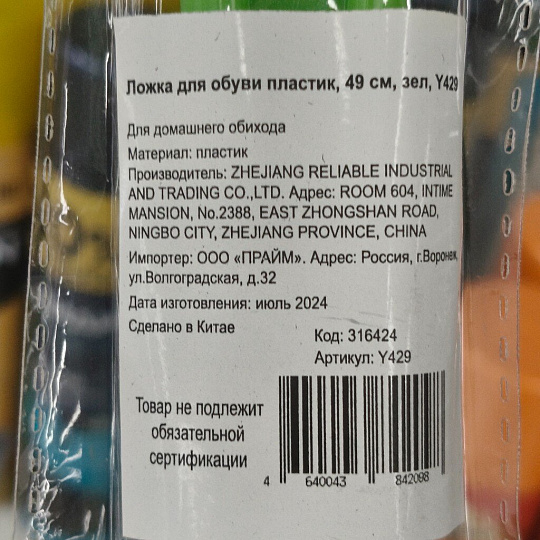 Ложка для обуви пластик, 49 см, зел, Y429
Для домашнего обихода
Материал: пластик
Производитель: ZHEJIANG RELIABLE INDUSTRIAL
AND TRADING CO.,LTD. Адрес: ROOM 604, INTIME
MANSION, No.2388, EAST ZHONGSHAN ROAD,
NINGBO CITY, ZHEJIANG PROVINCE, CHINA
Импортер: ООО «ПРАЙМ». Адрес: Россия, г.Воронеж,
ул.Волгоградская, д.32
Дата изготовления: июль 2024
Сделано в Китае
Код: 316424
Артикул: Y429
Товар не подлежит
обязательной
сертификации
4 640043 842098